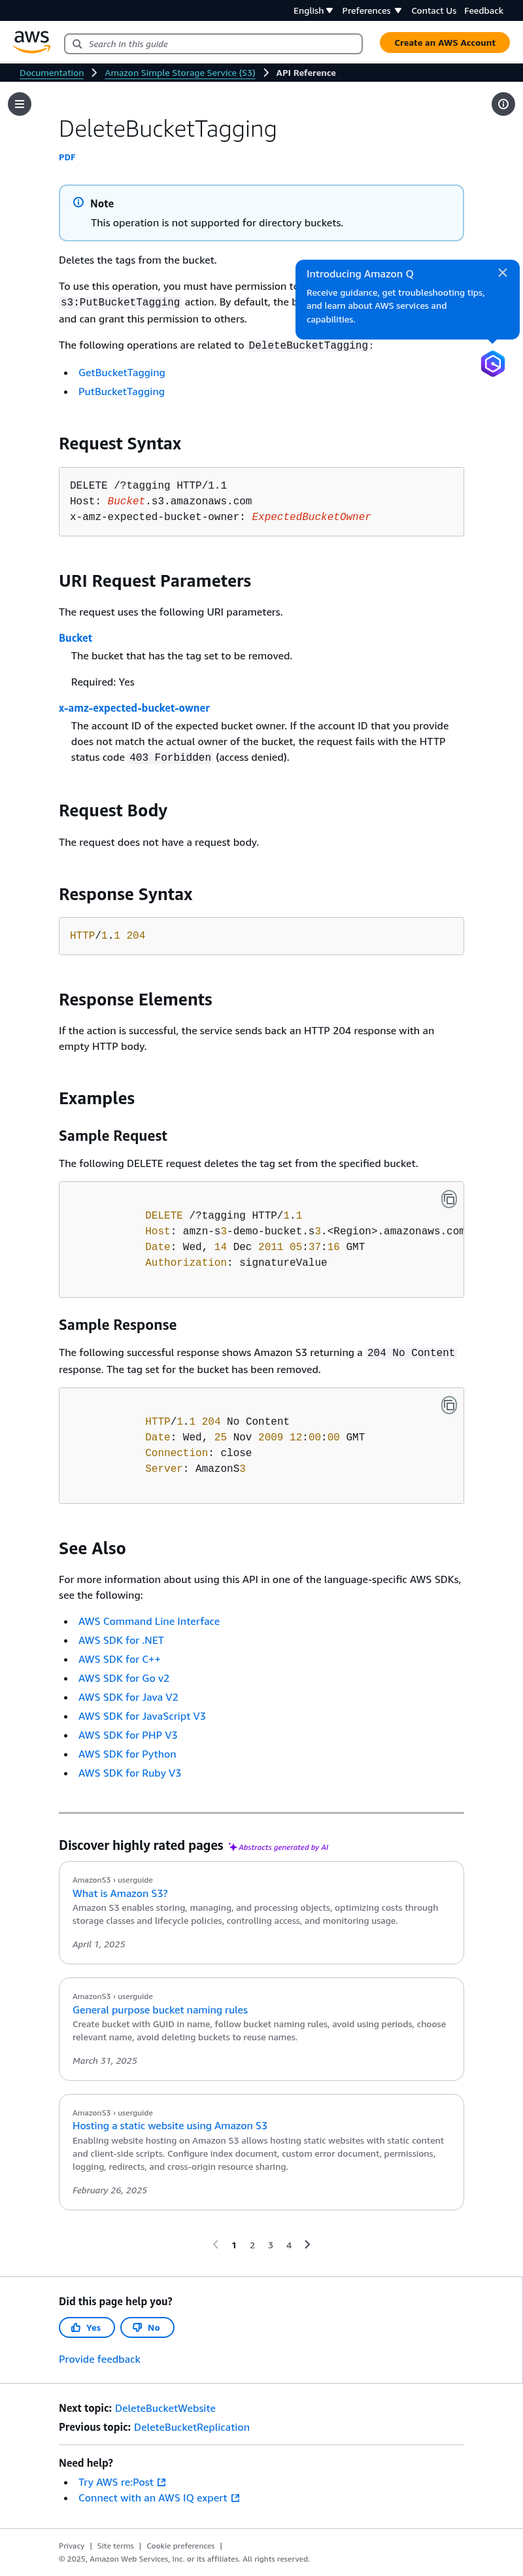 English Preferences Contact Us Feedback
aws
Search in this guide
Create an AWS Account
Documentation Amazon Simple Storage Service (S3) API Reference
DeleteBucketTagging
PDF
Note
This operation is not supported for directory buckets.
Deletes the tags from the bucket.
To use this operation, you must have permission to
s3:PutBucketTagging action. By default, the
and can grant this permission to others.
Introducing Amazon Q
Receive guidance, get troubleshooting tips,
and learn about AWS services and
capabilities.
The following operations are related to DeleteBucketTagging:
GetBucketTagging
PutBucketTagging
Request Syntax
DELETE /?tagging HTTP/1.1
Host: Bucket.s3.amazonaws.com
x-amz-expected-bucket-owner: ExpectedBucketOwner
URI Request Parameters
The request uses the following URI parameters.
Bucket
The bucket that has the tag set to be removed.
Required: Yes
x-amz-expected-bucket-owner
The account ID of the expected bucket owner. If the account ID that you provide
does not match the actual owner of the bucket, the request fails with the HTTP
status code 403 Forbidden (access denied).
Request Body
The request does not have a request body.
Response Syntax
HTTP/1.1 204
Response Elements
If the action is successful, the service sends back an HTTP 204 response with an
empty HTTP body.
Examples
Sample Request
The following DELETE request deletes the tag set from the specified bucket.
DELETE /?tagging HTTP/1.1
Host: amzn-s3-demo-bucket.s3.<Region>.amazonaws.com
Date: Wed, 14 Dec 2011 05:37:16 GMT
Authorization: signatureValue
Sample Response
The following successful response shows Amazon S3 returning a 204 No Content
response. The tag set for the bucket has been removed.
HTTP/1.1 204 No Content
Date: Wed, 25 Nov 2009 12:00:00 GMT
Connection: close
Server: AmazonS3
See Also
For more information about using this API in one of the language-specific AWS SDKs,
see the following:
AWS Command Line Interface
AWS SDK for .NET
AWS SDK for C++
AWS SDK for Go v2
AWS SDK for Java V2
AWS SDK for JavaScript V3
AWS SDK for PHP V3
AWS SDK for Python
AWS SDK for Ruby V3
Discover highly rated pages Abstracts generated by AI
AmazonS3 › userguide
What is Amazon S3?
Amazon S3 enables storing, managing, and processing objects, optimizing costs through
storage classes and lifecycle policies, controlling access, and monitoring usage.
April 1, 2025
AmazonS3 › userguide
General purpose bucket naming rules
Create bucket with GUID in name, follow bucket naming rules, avoid using periods, choose
relevant name, avoid deleting buckets to reuse names.
March 31, 2025
AmazonS3 › userguide
Hosting a static website using Amazon S3
Enabling website hosting on Amazon S3 allows hosting static websites with static content
and client-side scripts. Configure index document, custom error document, permissions,
logging, redirects, and cross-origin resource sharing.
February 26, 2025
1 2 3 4
Did this page help you?
Yes No
Provide feedback
Next topic: DeleteBucketWebsite
Previous topic: DeleteBucketReplication
Need help?
Try AWS re:Post
Connect with an AWS IQ expert
Privacy | Site terms | Cookie preferences |
© 2025, Amazon Web Services, Inc. or its affiliates. All rights reserved.